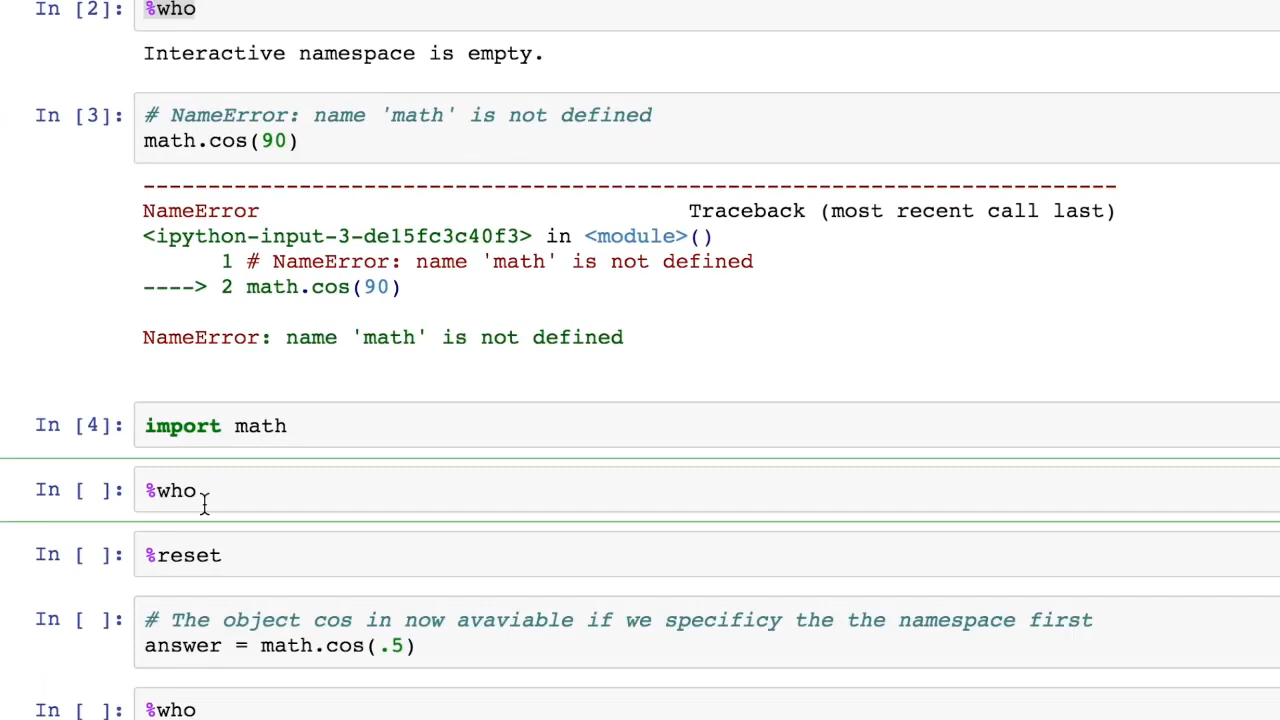 In [2]: %who
Interactive namespace is empty.
In [3]: # NameError: name 'math' is not defined
math.cos(90)
---------------------------------------------------------------------------
NameError                                 Traceback (most recent call last)
<ipython-input-3-de15fc3c40f3> in <module>()
      1 # NameError: name 'math' is not defined
----> 2 math.cos(90)
NameError: name 'math' is not defined
In [4]: import math
In [ ]: %who
In [ ]: %reset
In [ ]: # The object cos in now avaviable if we specificy the the namespace first
answer = math.cos(.5)
In [ ]: %who